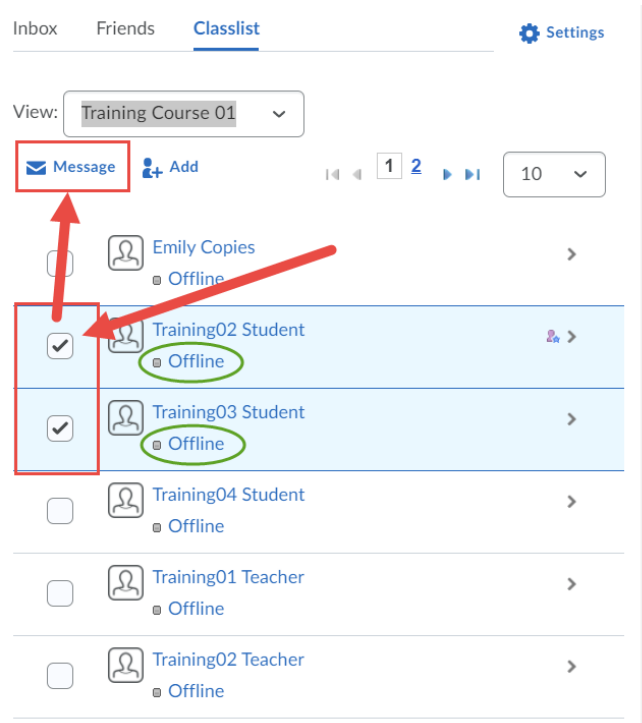 Inbox Friends Classlist Settings
View: Training Course 01
Message Add 1 2 10
Emily Copies
Offline
Training02 Student
Offline
Training03 Student
Offline
Training04 Student
Offline
Training01 Teacher
Offline
Training02 Teacher
Offline